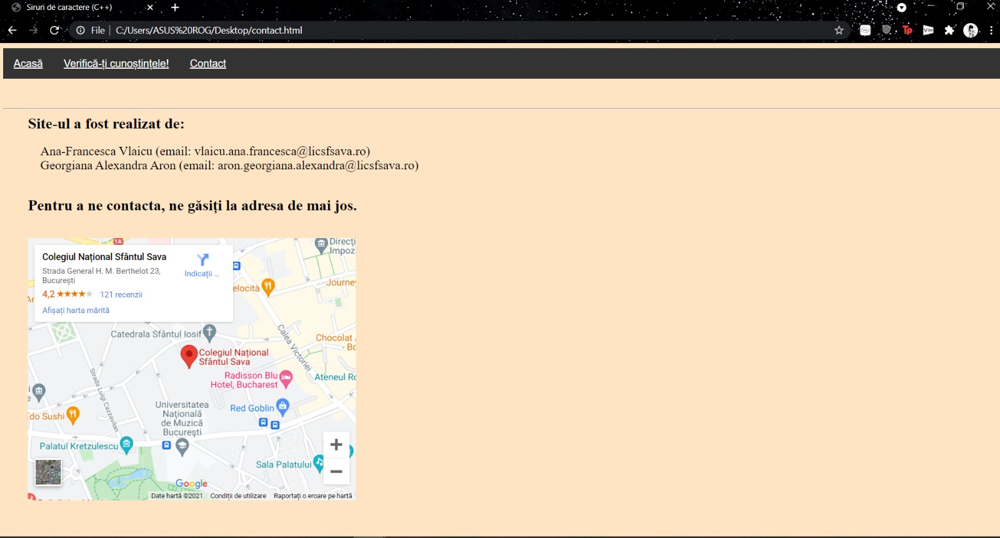 Siruri de caractere (C++)
File C:/Users/ASUS%20ROG/Desktop/contact.html
Acasă Verifică-ți cunoștințele! Contact
Site-ul a fost realizat de:
Ana-Francesca Vlaicu (email: vlaicu.ana.francesca@licsfsava.ro)
Georgiana Alexandra Aron (email: aron.georgiana.alexandra@licsfsava.ro)
Pentru a ne contacta, ne găsiți la adresa de mai jos.
1A
Direcți
Impoz
Colegiul Național Sfântul Sava
Strada General H. M. Berthelot 23,
București
Indicații ...
4,2 121 recenzii
Afișați harta mărită
elocită
Journey
Catedrala Sfântul Iosif
Calea Victoriei
Chocolat
- Bo
Colegiul Național
Sfântul Sava
Radisson Blu
Hotel, Bucharest
Ateneul Ro
Strada Luigi Cazzavilan
Universitatea
Națională
de Muzică
București
Red Goblin
do Sushi
Palatul Kretzulescu
Sala Palatului
Google
Date hartă ©2021 Condiții de utilizare Raportați o eroare pe hartă